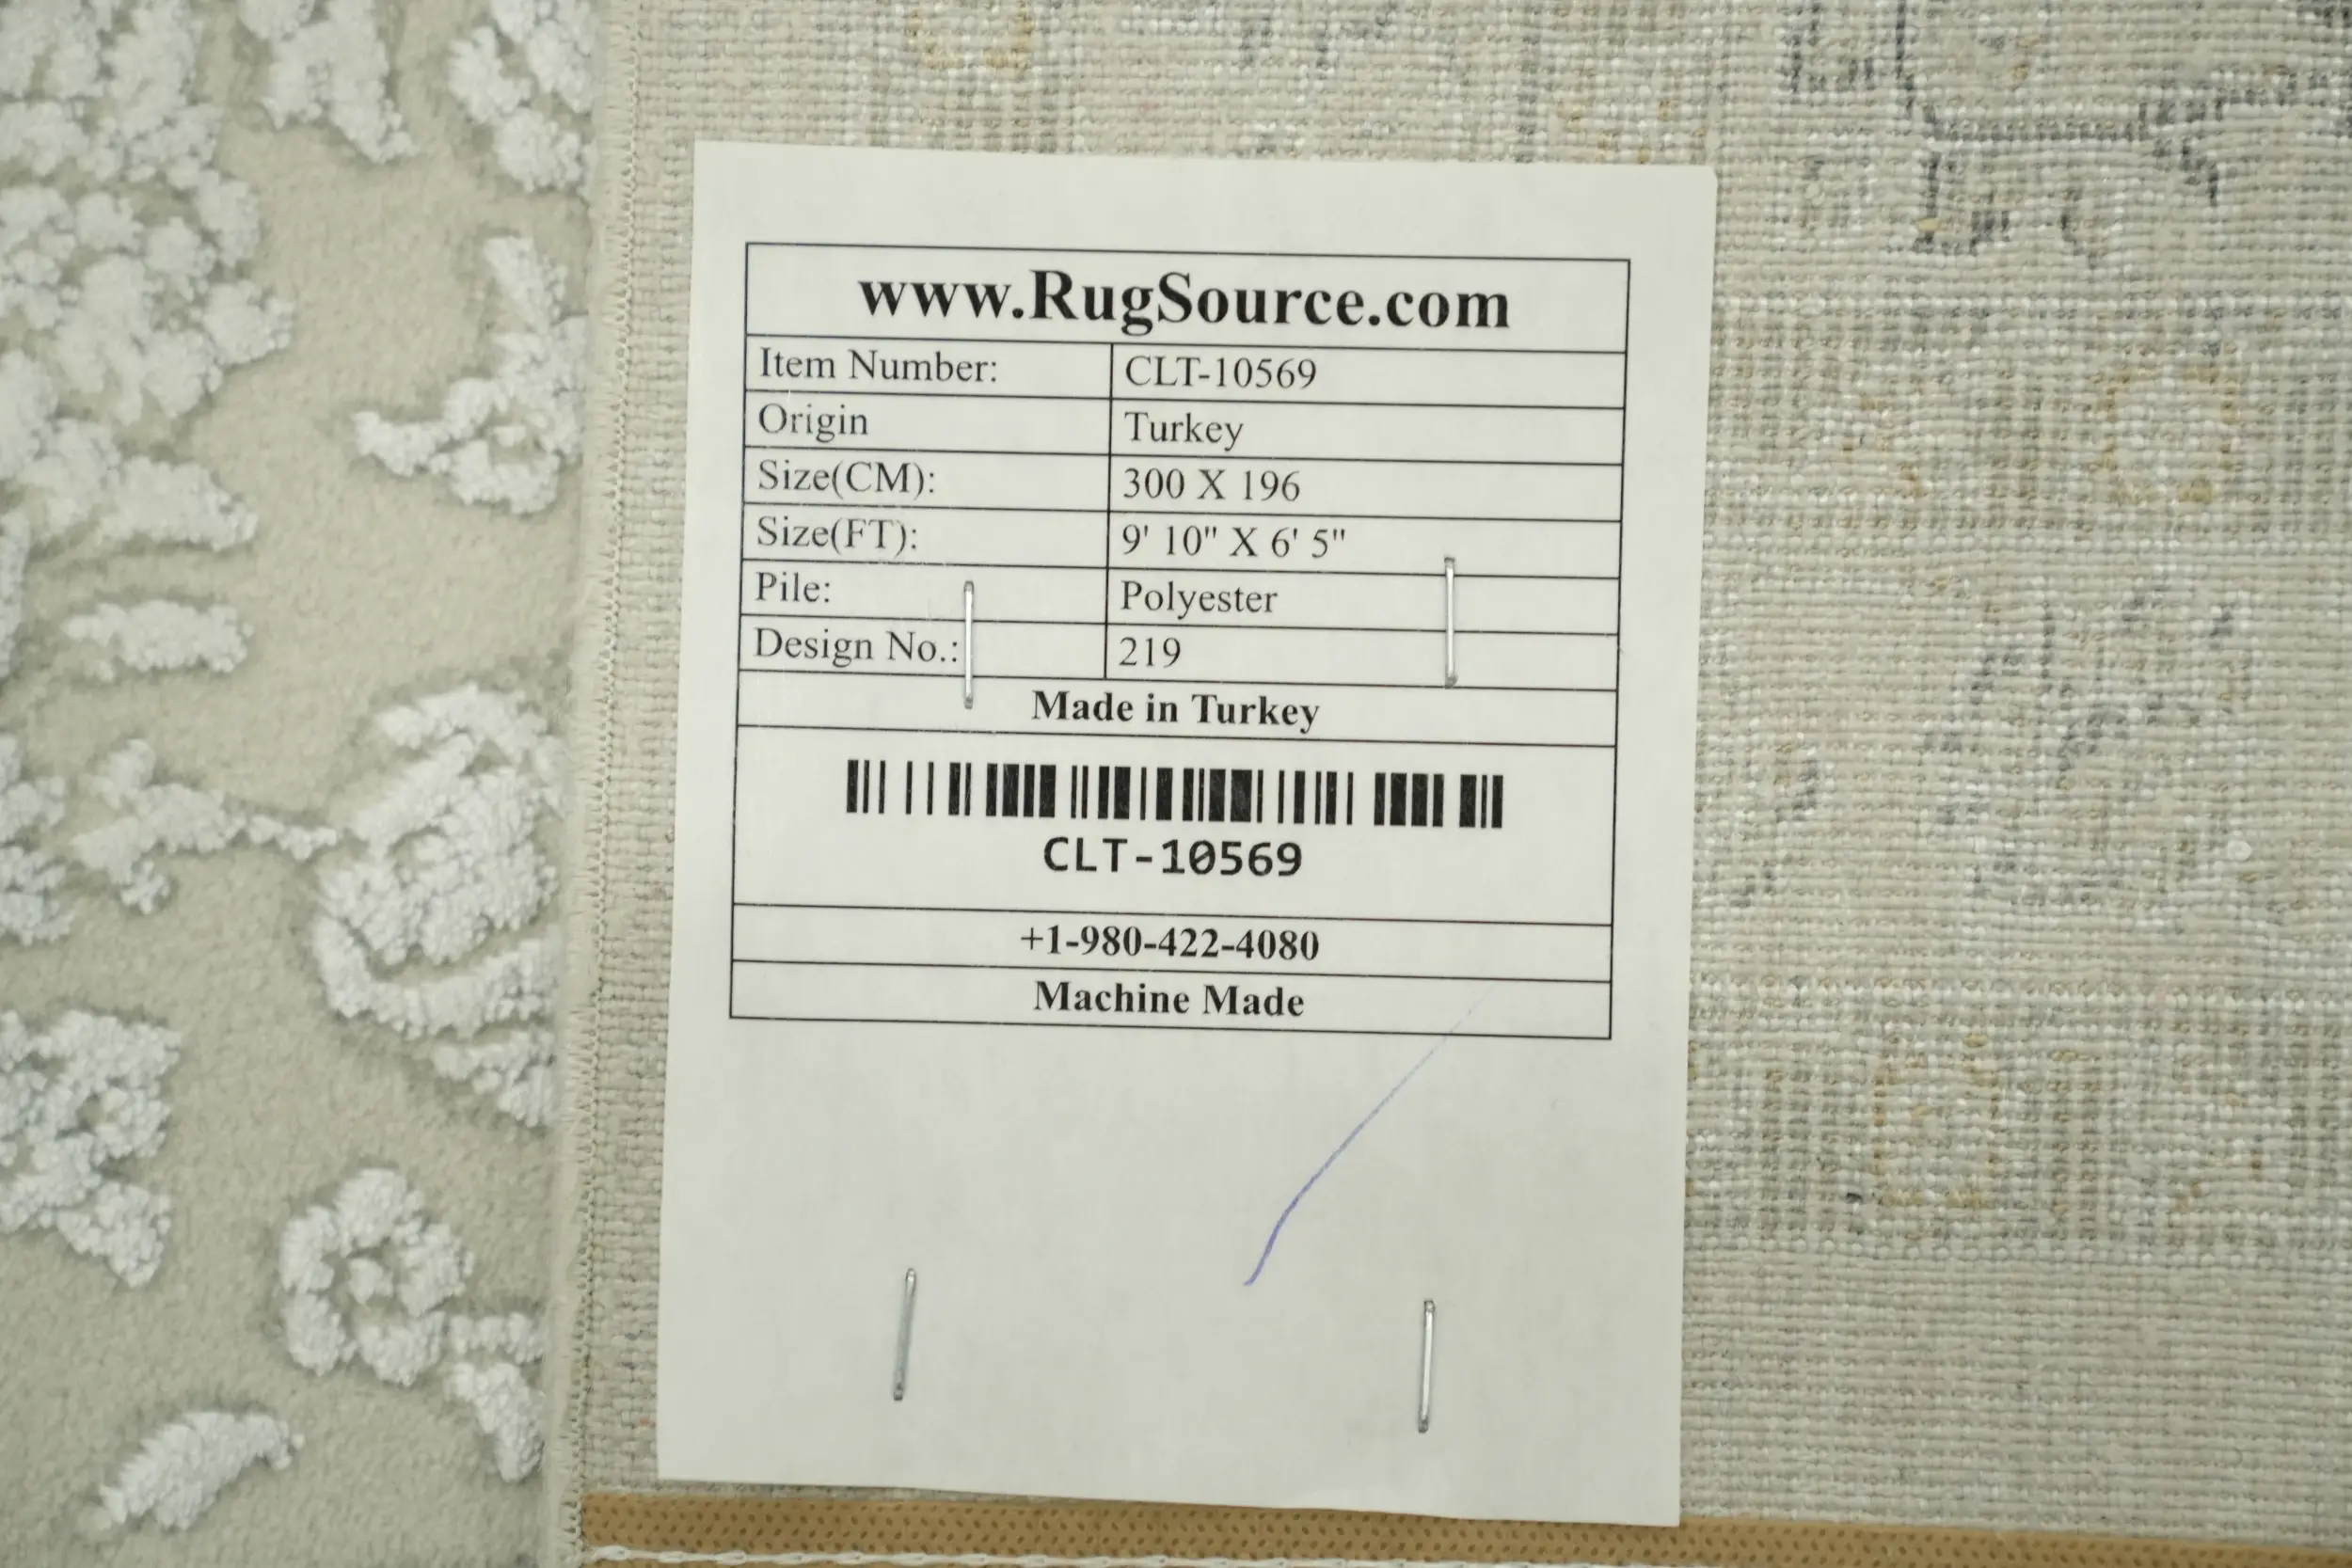 www.RugSource.com
Item Number: CLT-10569
Origin Turkey
Size(CM): 300 X 196
Size(FT): 9' 10" X 6' 5"
Pile: Polyester
Design No.: 219
Made in Turkey
CLT-10569
+1-980-422-4080
Machine Made